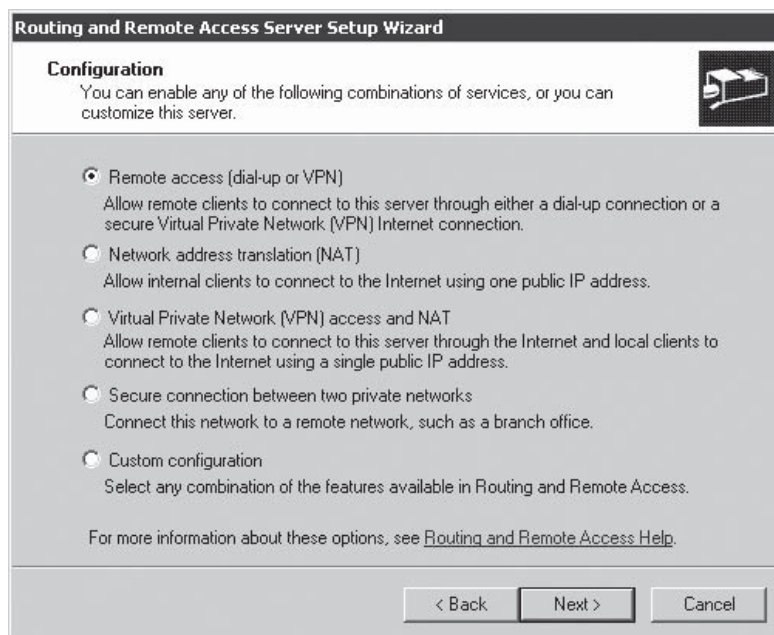 Routing and Remote Access Server Setup Wizard
Configuration
You can enable any of the following combinations of services, or you can
customize this server.
Remote access (dial-up or VPN)
Allow remote clients to connect to this server through either a dial-up connection or a
secure Virtual Private Network (VPN) Internet connection.
Network address translation (NAT)
Allow internal clients to connect to the Internet using one public IP address.
Virtual Private Network (VPN) access and NAT
Allow remote clients to connect to this server through the Internet and local clients to
connect to the Internet using a single public IP address.
Secure connection between two private networks
Connect this network to a remote network, such as a branch office.
Custom configuration
Select any combination of the features available in Routing and Remote Access.
For more information about these options, see Routing and Remote Access Help.
< Back Next > Cancel